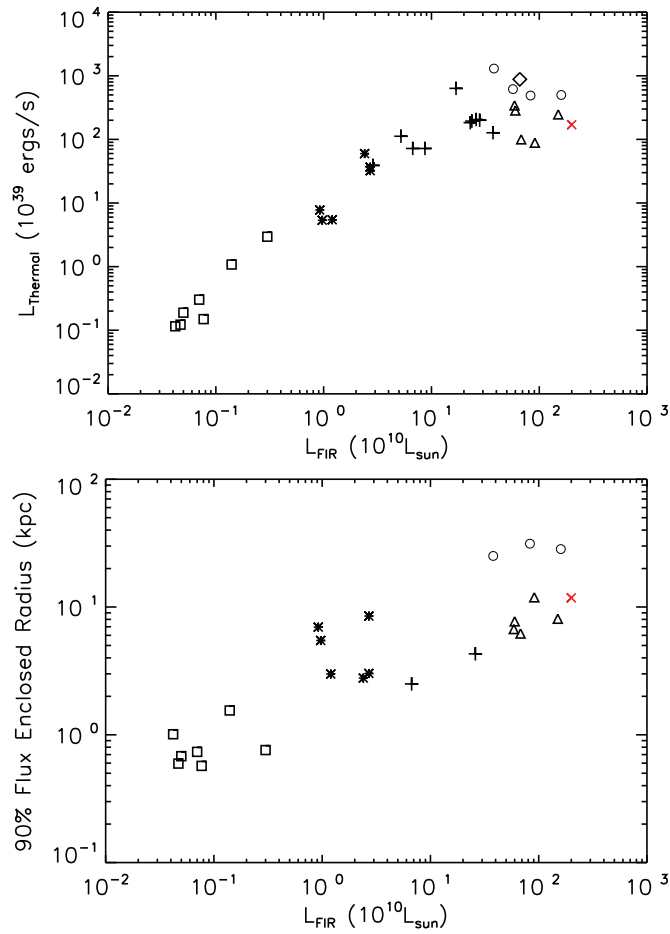 10^4
10^3
10^2
10^1
10^0
10^-1
10^-2
L_Thermal (10^39 ergs/s)
10^-2 10^-1 10^0 10^1 10^2 10^3
L_FIR (10^10 L_sun)
10^2
10^1
10^0
10^-1
90% Flux Enclosed Radius (kpc)
10^-2 10^-1 10^0 10^1 10^2 10^3
L_FIR (10^10 L_sun)